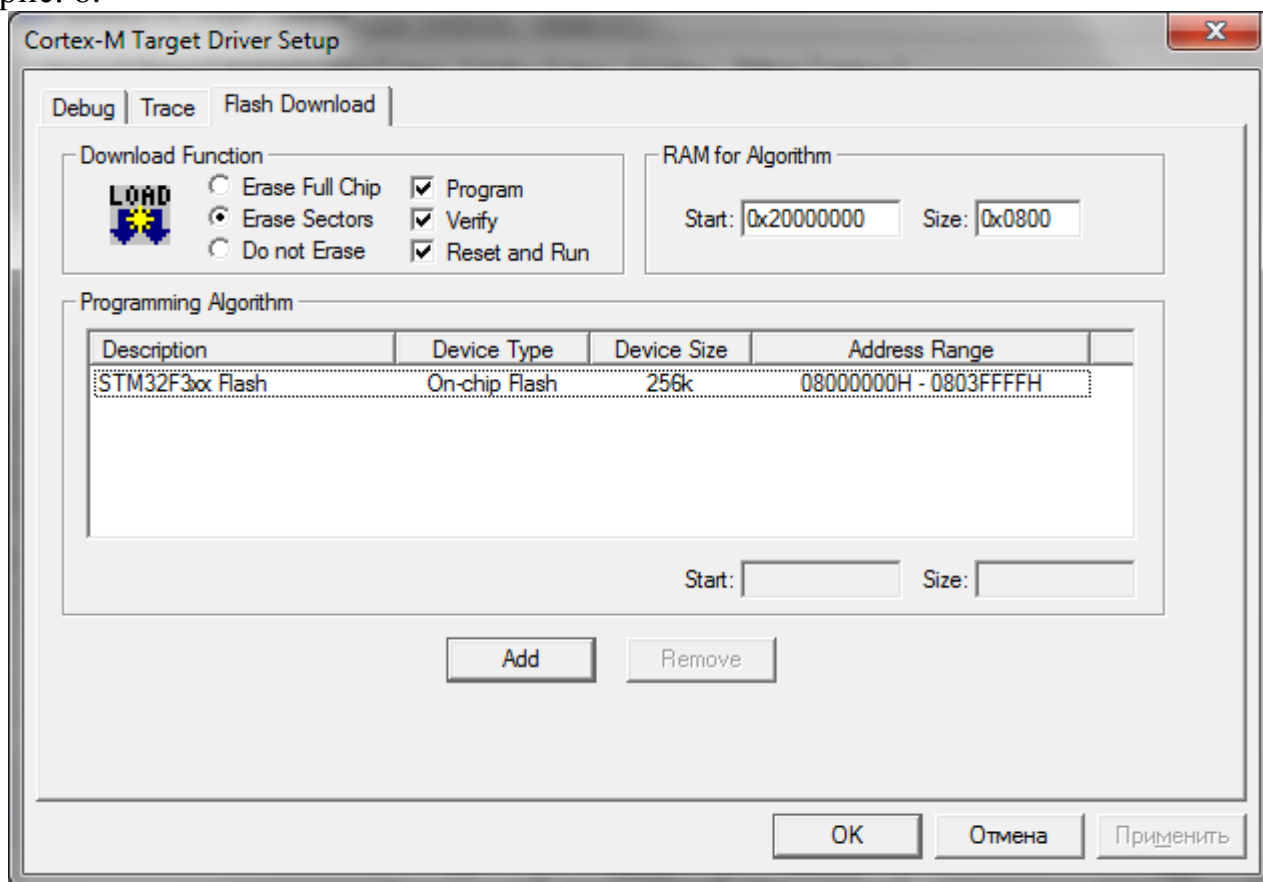 рис. 8.
Cortex-M Target Driver Setup
Debug Trace Flash Download
Download Function
LOAD
Erase Full Chip
Erase Sectors
Do not Erase
Program
Verify
Reset and Run
RAM for Algorithm
Start: 0x20000000 Size: 0x0800
Programming Algorithm
Description Device Type Device Size Address Range
STM32F3xx Flash On-chip Flash 256k 08000000H - 0803FFFFH
Start: Size:
Add Remove
OK Отмена Применить